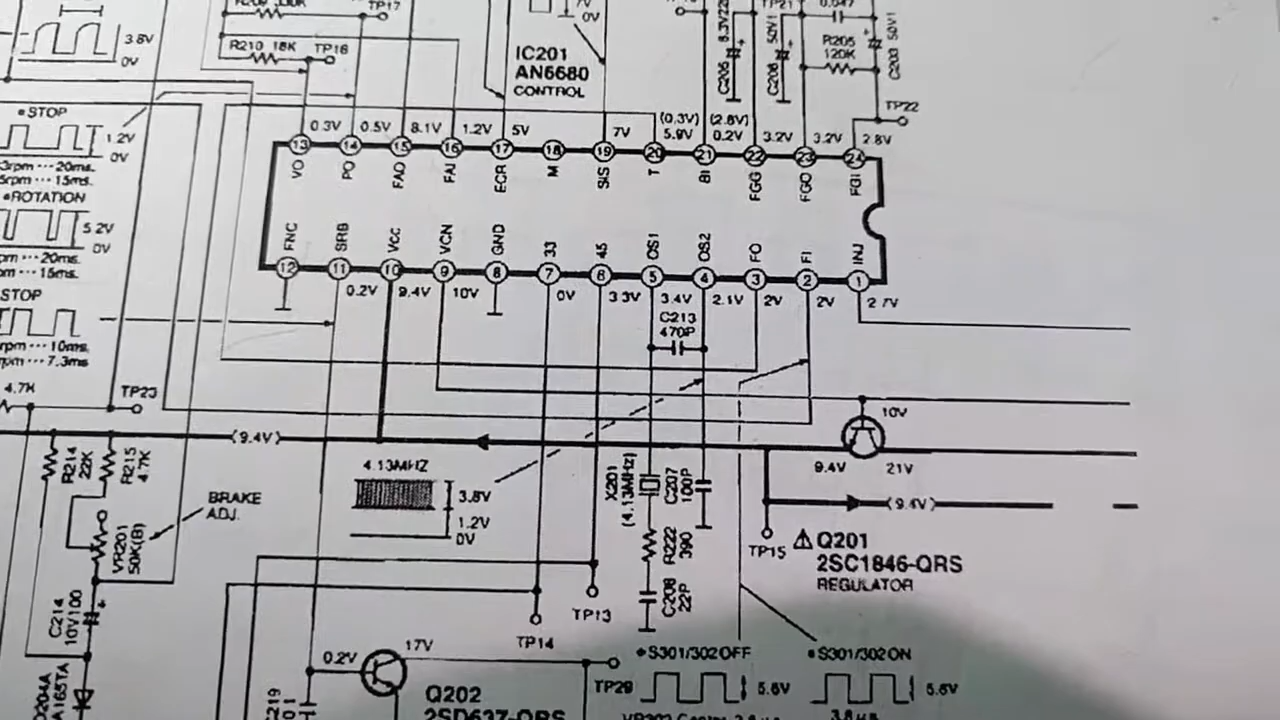 TP17
3.8V
0V
R210 18K
TP16
0V
IC201
AN6680
CONTROL
C205
6.3V22
C206
50V1
TP21
0.047
R205
120K
C203 50V1
TP22
•STOP
1.2V
0V
3rpm ··· 20ms.
5rpm ··· 15ms.
•ROTATION
5.2V
0V
rpm ··· 20ms.
pm ··· 15ms.
STOP
rpm ··· 10ms.
rpm ··· 7.3ms
0.3V
0.5V
8.1V
1.2V
5V
7V
(0.3V)
5.9V
(2.8V)
0.2V
3.2V
3.2V
2.8V
13
14
15
16
17
18
19
20
21
22
23
24
VO
PO
FAO
FAI
ECR
M
SIS
T
BI
FGG
FGO
FGI
FNC
SRB
VCC
VCN
GND
33
45
OS1
OS2
FO
FI
INJ
12
11
10
9
8
7
6
5
4
3
2
1
0.2V
9.4V
10V
0V
3.3V
3.4V
2.1V
2V
2V
2.7V
C213
470P
4.7K
TP23
(9.4V)
R214
22K
R215
4.7K
BRAKE
ADJ.
VR201
50K(B)
C214
10V100
4.13MHZ
3.8V
1.2V
0V
X201
(4.13MHz)
C207
100P
R222
390
C208
22P
10V
9.4V
21V
(9.4V)
TP15
⚠ Q201
2SC1846-QRS
REGULATOR
TP13
TP14
0.2V
17V
Q202
2SD637-QRS
TP29
•S301/302 OFF
5.6V
•S301/302 ON
5.6V